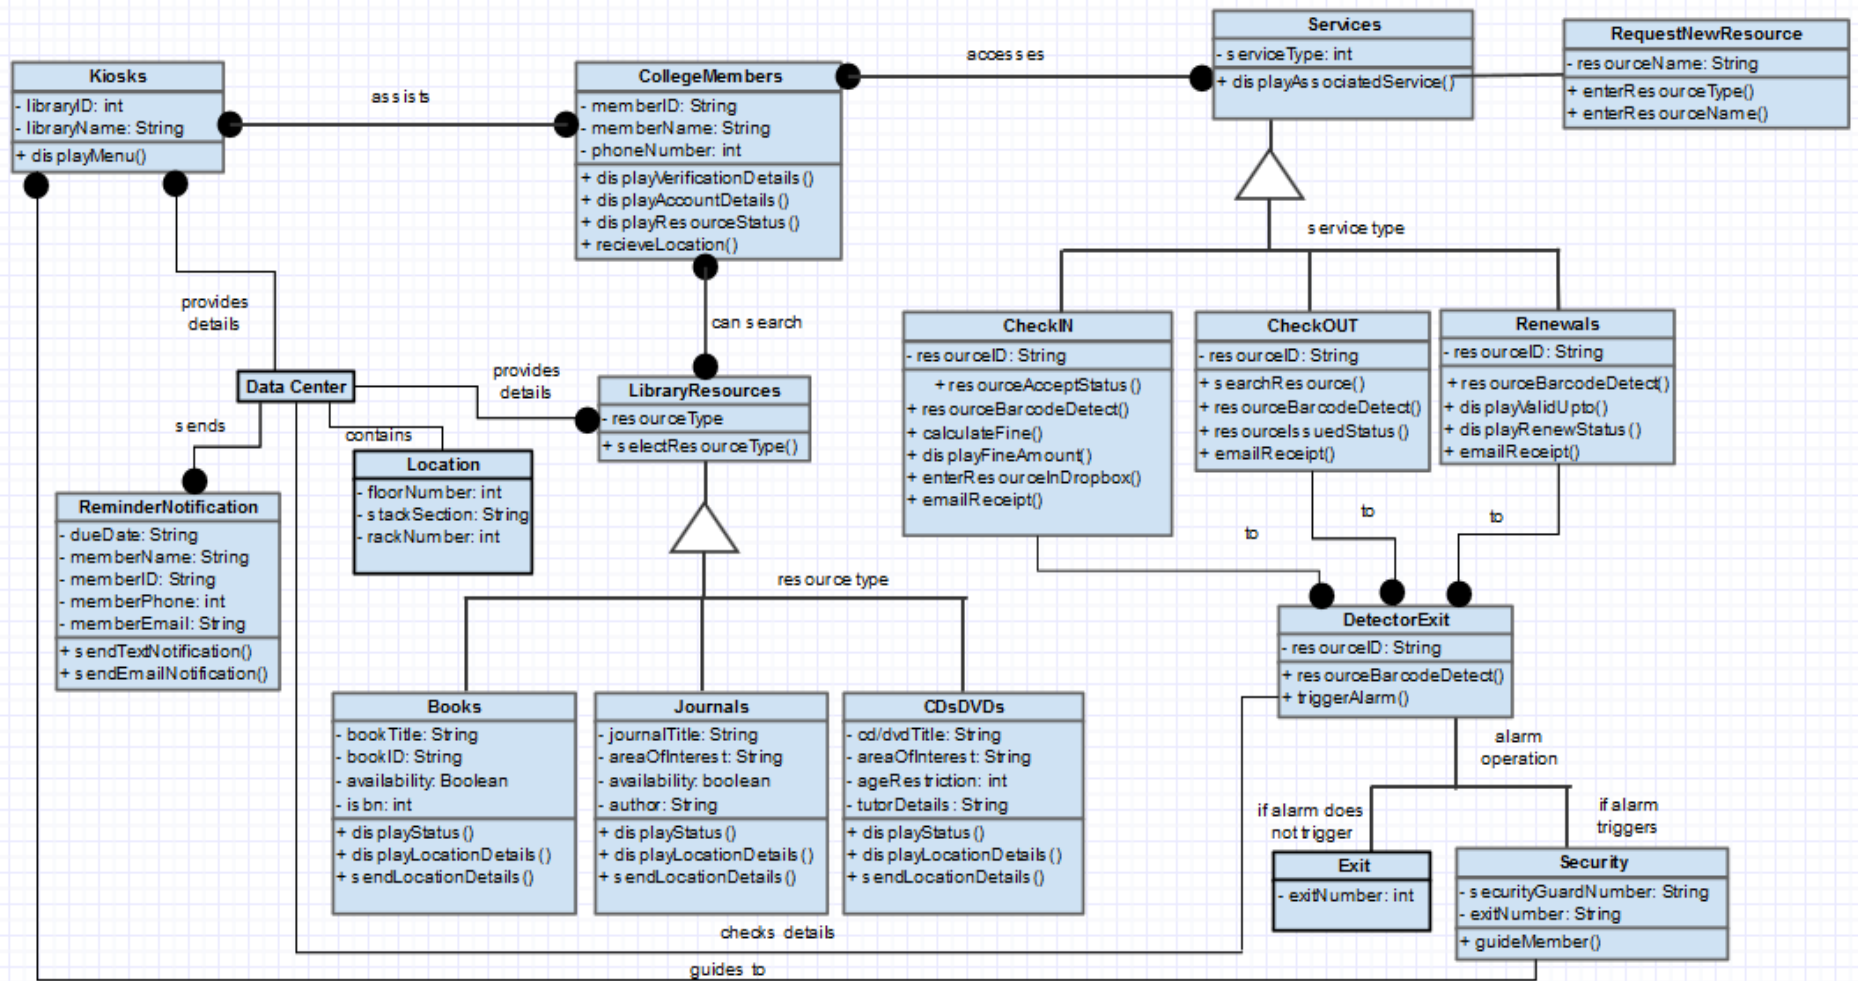 Kiosks
- libraryID: int
- libraryName: String
+ displayMenu()
assists
CollegeMembers
- memberID: String
- memberName: String
- phoneNumber: int
+ displayVerificationDetails()
+ displayAccountDetails()
+ displayResourceStatus()
+ recieveLocation()
accesses
Services
- serviceType: int
+ displayAssociatedService()
RequestNewResource
- resourceName: String
+ enterResourceType()
+ enterResourceName()
service type
provides
details
can search
Data Center
provides
details
LibraryResources
- resourceType
+ selectResourceType()
CheckIN
- resourceID: String
+ resourceAcceptStatus()
+ resourceBarcodeDetect()
+ calculateFine()
+ displayFineAmount()
+ enterResourceInDropbox()
+ emailReceipt()
CheckOUT
- resourceID: String
+ searchResource()
+ resourceBarcodeDetect()
+ resourceIssuedStatus()
+ emailReceipt()
Renewals
- resourceID: String
+ resourceBarcodeDetect()
+ displayValidUpto()
+ displayRenewStatus()
+ emailReceipt()
sends
contains
Location
- floorNumber: int
- stackSection: String
- rackNumber: int
ReminderNotification
- dueDate: String
- memberName: String
- memberID: String
- memberPhone: int
- memberEmail: String
+ sendTextNotification()
+ sendEmailNotification()
to
to
to
resource type
DetectorExit
- resourceID: String
+ resourceBarcodeDetect()
+ triggerAlarm()
Books
- bookTitle: String
- bookID: String
- availability: Boolean
- isbn: int
+ displayStatus()
+ displayLocationDetails()
+ sendLocationDetails()
Journals
- journalTitle: String
- areaOfInterest: String
- availability: boolean
- author: String
+ displayStatus()
+ displayLocationDetails()
+ sendLocationDetails()
CDsDVDs
- cd/dvdTitle: String
- areaOfInterest: String
- ageRestriction: int
- tutorDetails: String
+ displayStatus()
+ displayLocationDetails()
+ sendLocationDetails()
alarm
operation
if alarm does
not trigger
if alarm
triggers
Exit
- exitNumber: int
Security
- securityGuardNumber: String
- exitNumber: String
+ guideMember()
checks details
guides to